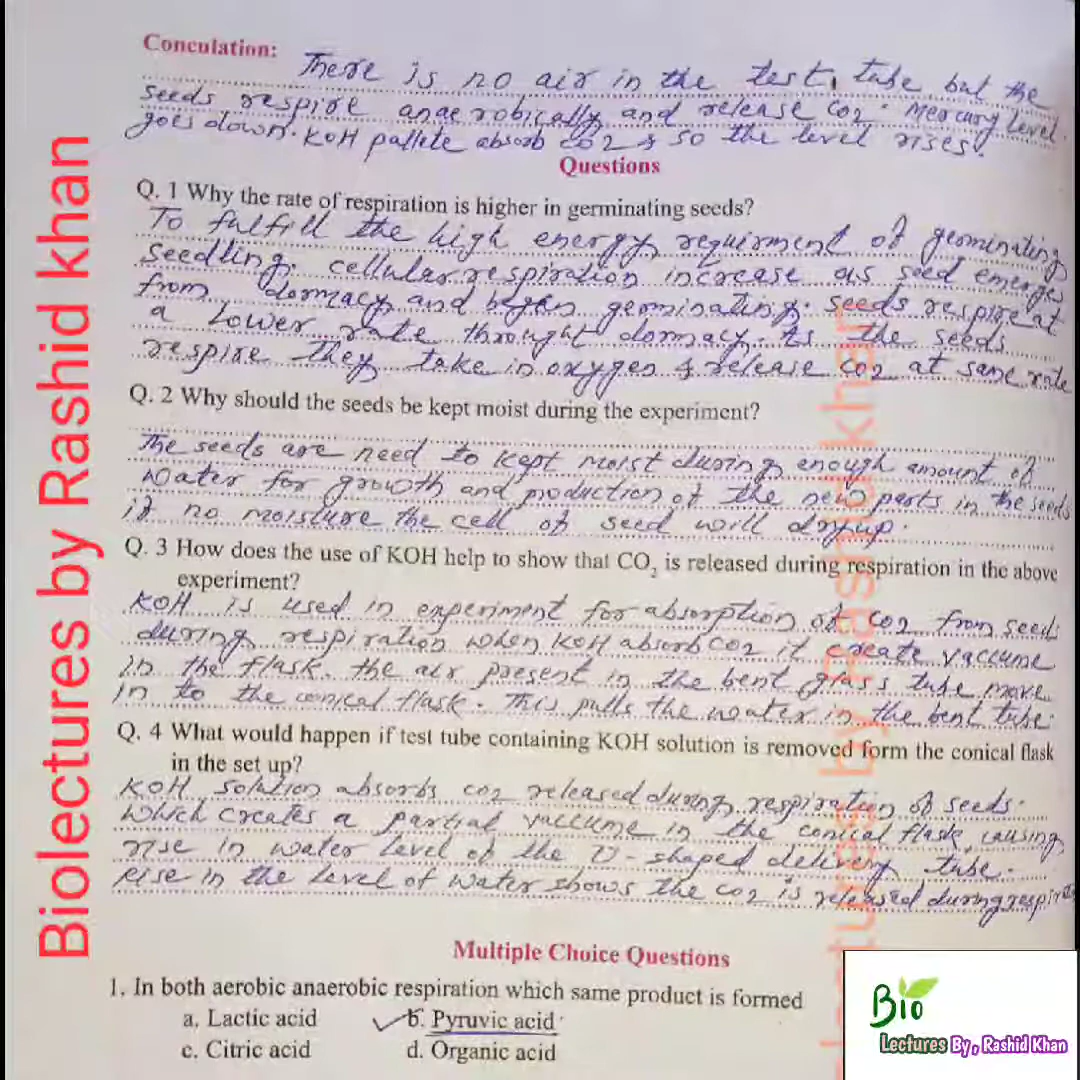 Conculation:
There is no air in the test tube but the
seeds respire anaerobically and release CO2. Mercury level
goes down. KOH pallete absorb CO2 & so the level rises.
Questions
Q. 1 Why the rate of respiration is higher in germinating seeds?
To fulfill the high energy requirment of germinating
seedling. cellular respiration increase as seed emerge
from dormacy and began germinating. seeds respire at
a lower rate throught dormacy. As the seeds
respire they take in oxygen & release CO2 at same rate
Q. 2 Why should the seeds be kept moist during the experiment?
The seeds are need to kept moist during enough amount of
water for growth and production of the new parts in the seeds
if no moisture the cell of seed will dryup.
Q. 3 How does the use of KOH help to show that CO2 is released during respiration in the above
experiment?
KOH is used in experiment for absorption of CO2 from seeds
during respiration when KOH absorb CO2 it create vaccume
in the flask. the air present in the bent glass tube move
in to the conical flask. This pulls the water in the bent tube.
Q. 4 What would happen if test tube containing KOH solution is removed form the conical flask
in the set up?
KOH solution absorbs CO2 released during respiration of seeds.
Which creates a partial vaccume in the conical flask, causing
rise in water level of the U-shaped delivery tube.
Rise in the level of water shows the CO2 is released during
Multiple Choice Questions
1. In both aerobic anaerobic respiration which same product is formed
a. Lactic acid b. Pyruvic acid
c. Citric acid d. Organic acid
Biolectures by Rashid khan
Bio
Lectures By, Rashid Khan